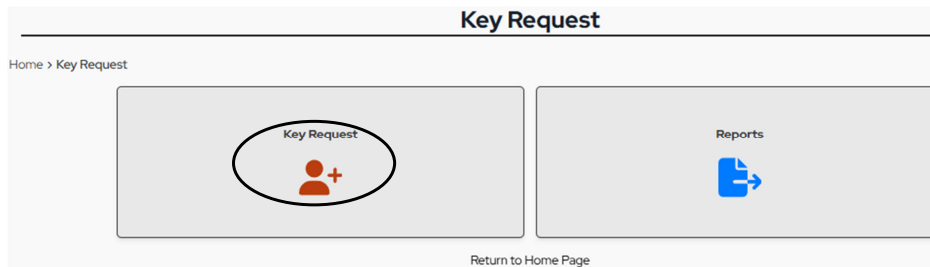 Key Request
Home > Key Request
Key Request
Reports
Return to Home Page